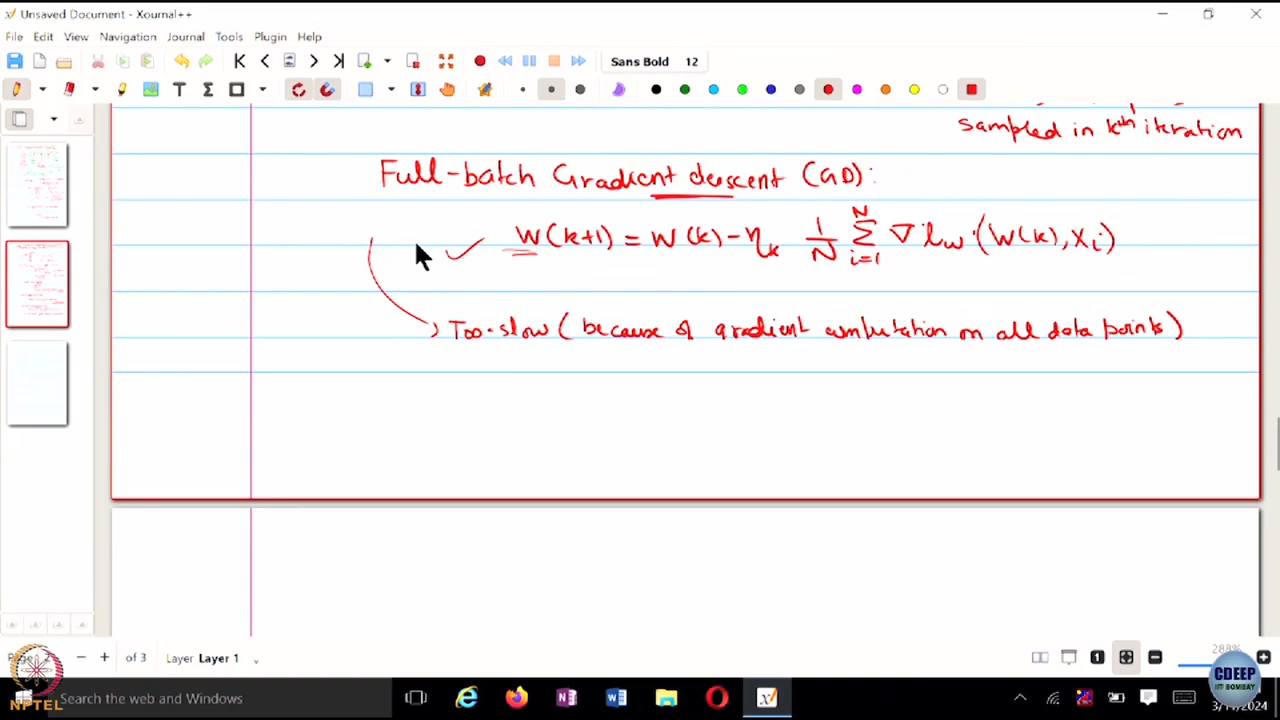 Unsaved Document - Xournal++
File Edit View Navigation Journal Tools Plugin Help
Sans Bold 12
sampled in kth iteration
Full-batch Gradient descent (GD):
W(k+1) = W(k) - ηk 1/N Σ i=1 N ∇ lw (W(k), Xi)
Too slow (because of gradient computation on all data points)
of 3 Layer Layer 1
288%
Search the web and Windows
NPTEL
CDEEP
IIT BOMBAY